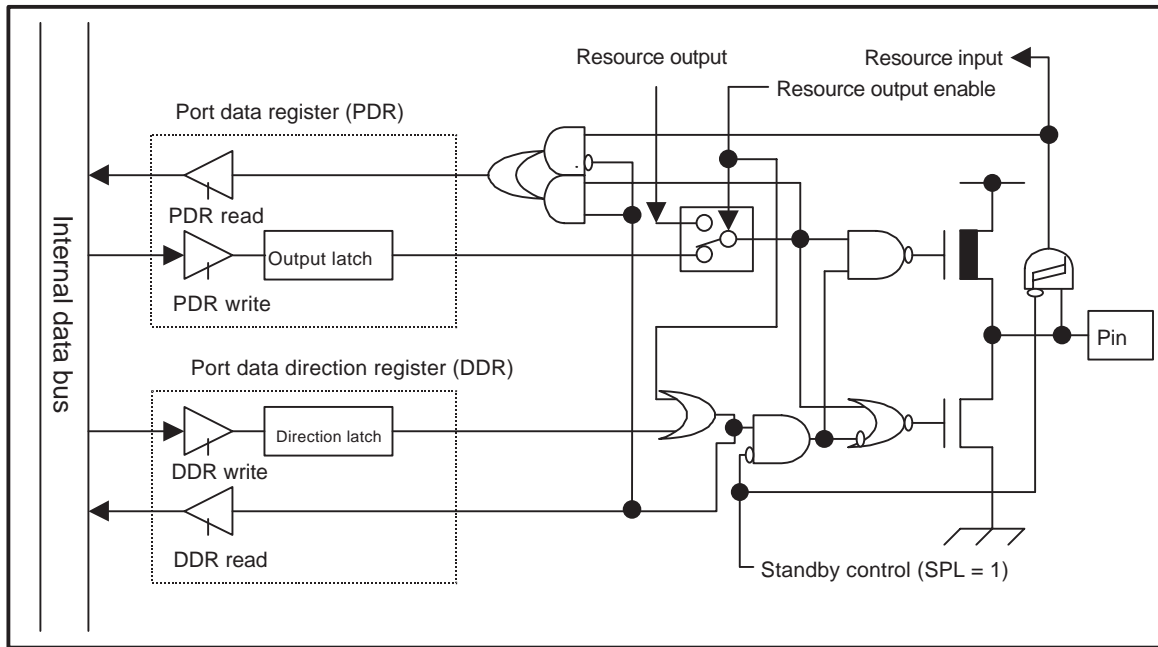 Resource output
Resource input
Resource output enable
Port data register (PDR)
PDR read
Output latch
PDR write
Internal data bus
Pin
Port data direction register (DDR)
Direction latch
DDR write
DDR read
Standby control (SPL = 1)